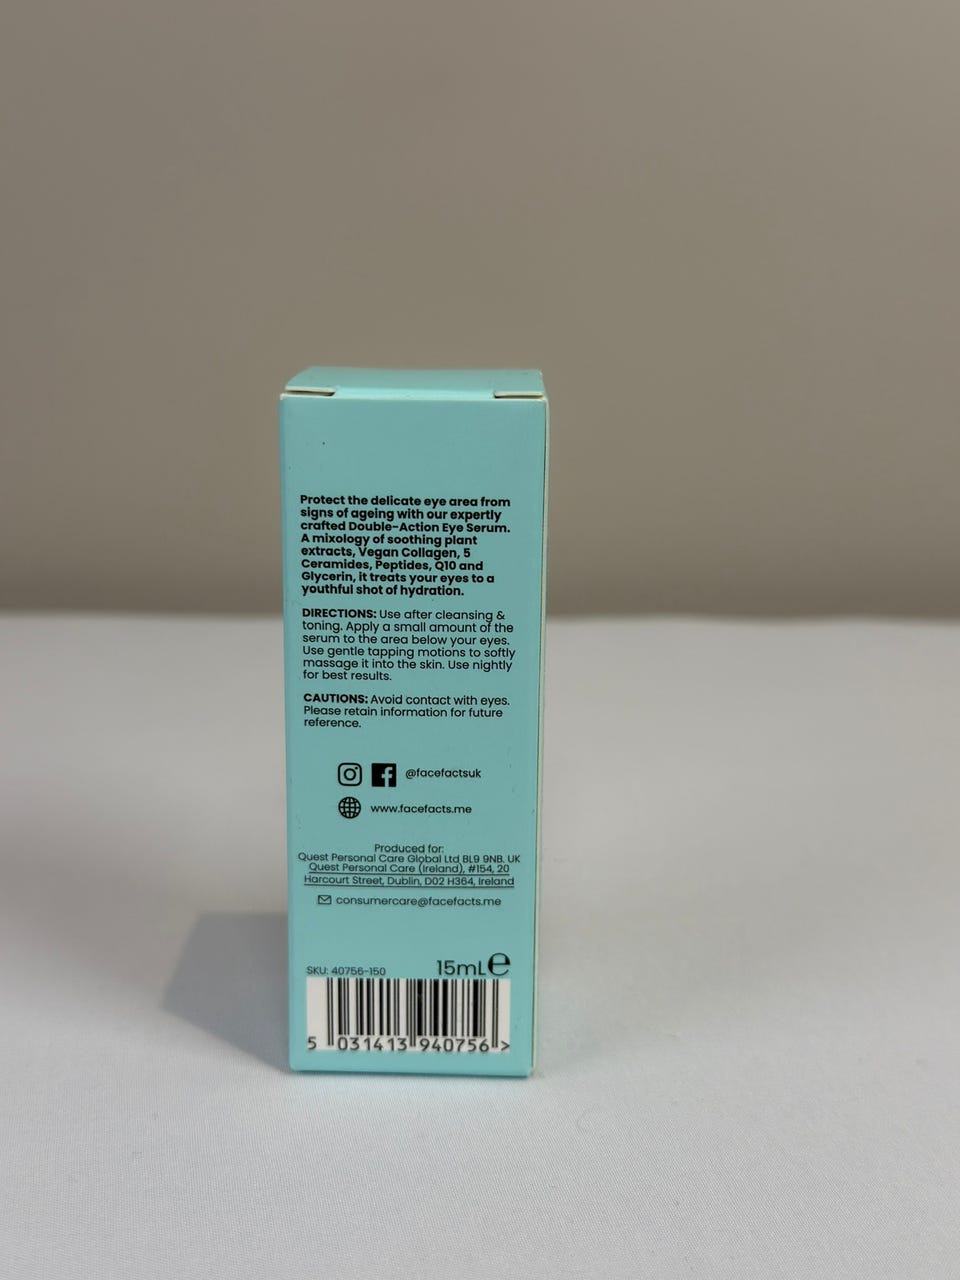 Protect the delicate eye area from
signs of ageing with our expertly
crafted Double-Action Eye Serum.
A mixology of soothing plant
extracts, Vegan Collagen, 5
Ceramides, Peptides, Q10 and
Glycerin, it treats your eyes to a
youthful shot of hydration.
DIRECTIONS: Use after cleansing &
toning. Apply a small amount of the
serum to the area below your eyes.
Use gentle tapping motions to softly
massage it into the skin. Use nightly
for best results.
CAUTIONS: Avoid contact with eyes.
Please retain information for future
reference.
@facefactsuk
www.facefacts.me
Produced for:
Quest Personal Care Global Ltd BL9 9NB. UK
Quest Personal Care (Ireland), #154, 20
Harcourt Street, Dublin, D02 H364, Ireland
consumercare@facefacts.me
SKU: 40756-150 15mL℮
5 031413 940756 >